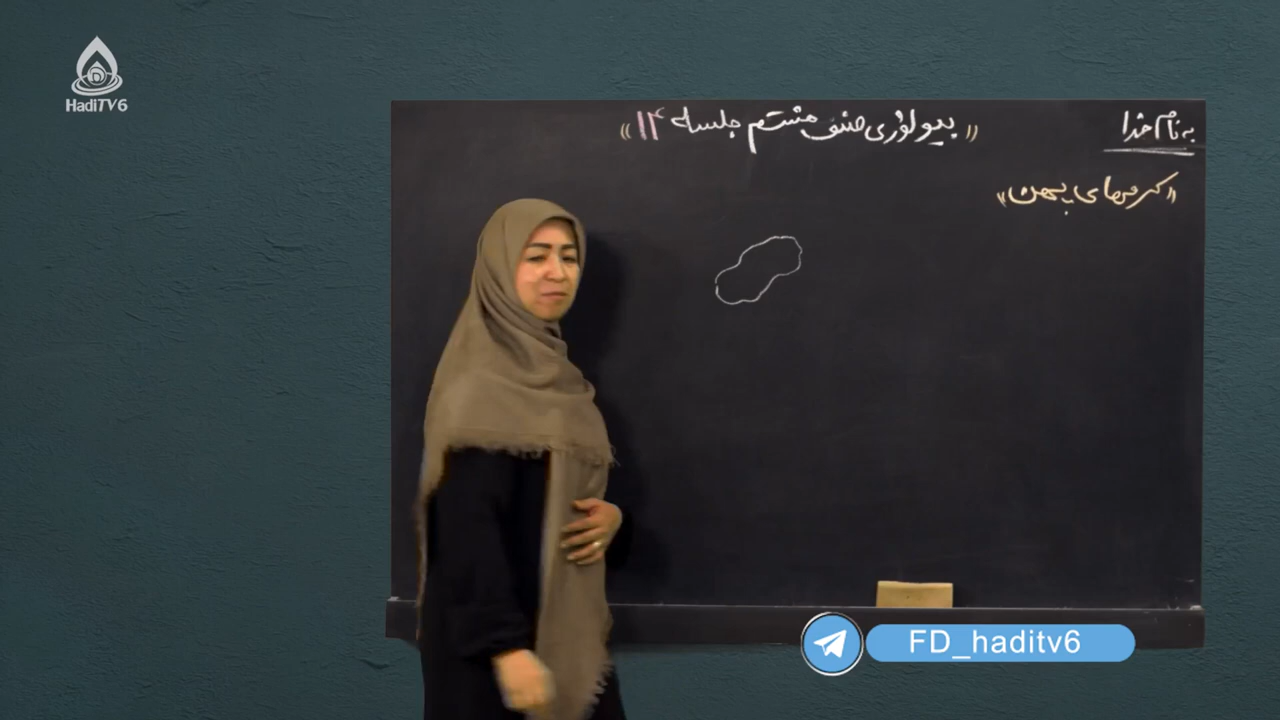 HadiTV6
به نام خدا
«بیولوژی صنف هشتم جلسه ۱۴»
«کرمهای پهن»
FD_haditv6